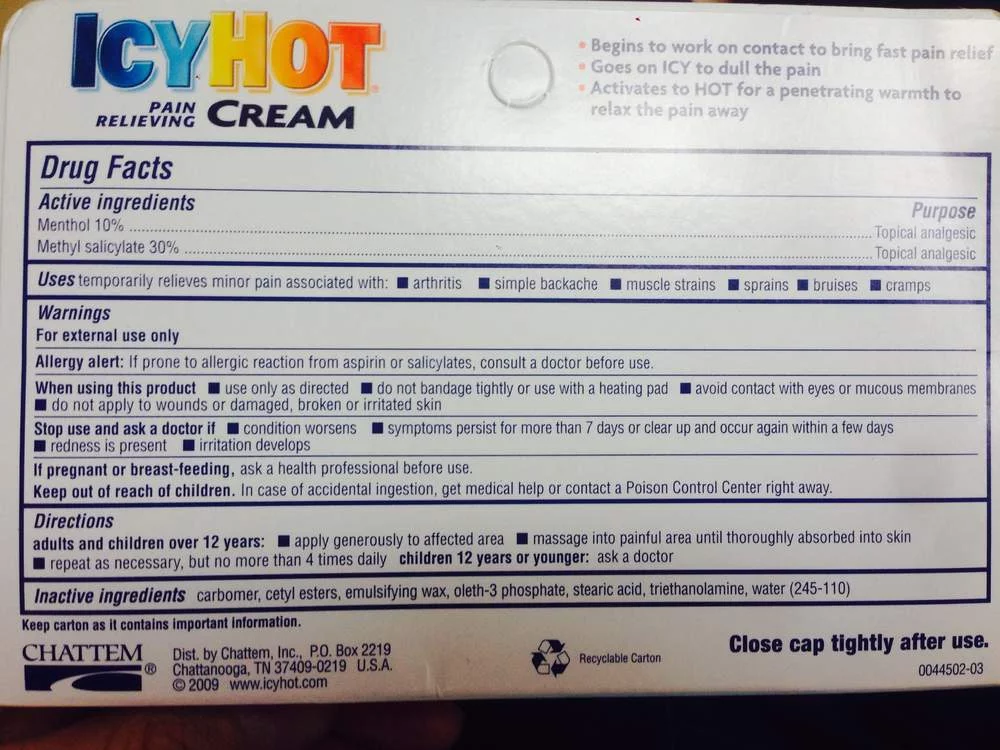 ICY HOT
PAIN RELIEVING CREAM
• Begins to work on contact to bring fast pain relief
• Goes on ICY to dull the pain
• Activates to HOT for a penetrating warmth to
relax the pain away
Drug Facts
Active ingredients Purpose
Menthol 10% Topical analgesic
Methyl salicylate 30% Topical analgesic
Uses temporarily relieves minor pain associated with: ■ arthritis ■ simple backache ■ muscle strains ■ sprains ■ bruises ■ cramps
Warnings
For external use only
Allergy alert: If prone to allergic reaction from aspirin or salicylates, consult a doctor before use.
When using this product ■ use only as directed ■ do not bandage tightly or use with a heating pad ■ avoid contact with eyes or mucous membranes
■ do not apply to wounds or damaged, broken or irritated skin
Stop use and ask a doctor if ■ condition worsens ■ symptoms persist for more than 7 days or clear up and occur again within a few days
■ redness is present ■ irritation develops
If pregnant or breast-feeding, ask a health professional before use.
Keep out of reach of children. In case of accidental ingestion, get medical help or contact a Poison Control Center right away.
Directions
adults and children over 12 years: ■ apply generously to affected area ■ massage into painful area until thoroughly absorbed into skin
■ repeat as necessary, but no more than 4 times daily children 12 years or younger: ask a doctor
Inactive ingredients carbomer, cetyl esters, emulsifying wax, oleth-3 phosphate, stearic acid, triethanolamine, water (245-110)
Keep carton as it contains important information.
CHATTEM ®
Dist. by Chattem, Inc., P.O. Box 2219
Chattanooga, TN 37409-0219 U.S.A.
© 2009 www.icyhot.com
Recyclable Carton
Close cap tightly after use.
0044502-03